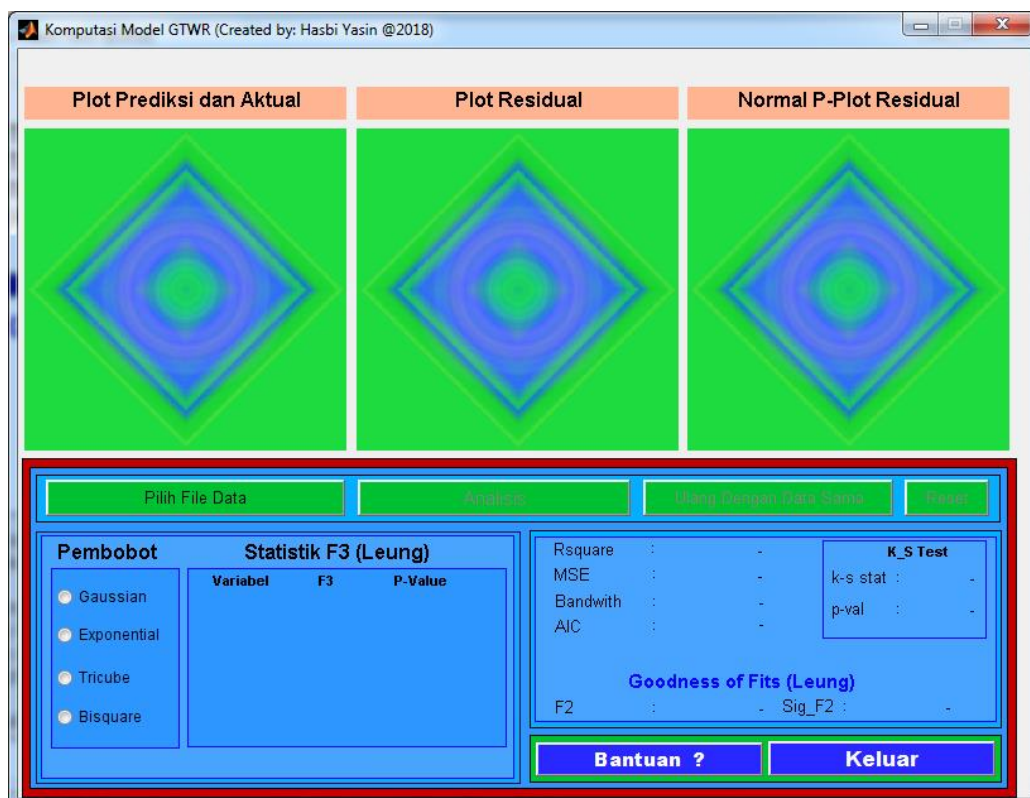 Komputasi Model GTWR (Created by: Hasbi Yasin @2018)
Plot Prediksi dan Aktual
Plot Residual
Normal P-Plot Residual
Pilih File Data
Analisis
Ulang Dengan Data Sama
Reset
Pembobot
Gaussian
Exponential
Tricube
Bisquare
Statistik F3 (Leung)
Variabel F3 P-Value
Rsquare : -
MSE : -
Bandwith : -
AIC : -
K_S Test
k-s stat : -
p-val : -
Goodness of Fits (Leung)
F2 : - Sig_F2 : -
Bantuan ?
Keluar